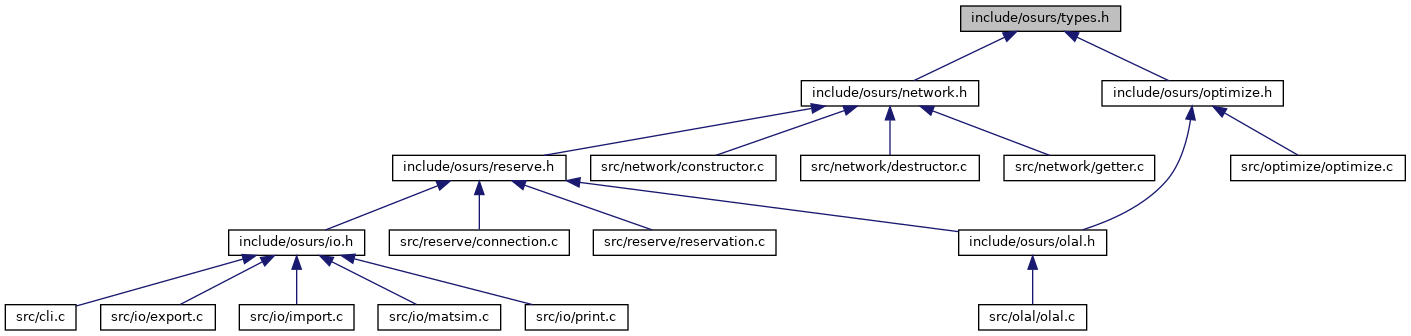 include/osurs/types.h
include/osurs/network.h
include/osurs/optimize.h
include/osurs/reserve.h
src/network/constructor.c
src/network/destructor.c
src/network/getter.c
src/optimize/optimize.c
include/osurs/io.h
src/reserve/connection.c
src/reserve/reservation.c
include/osurs/olal.h
src/cli.c
src/io/export.c
src/io/import.c
src/io/matsim.c
src/io/print.c
src/olal/olal.c